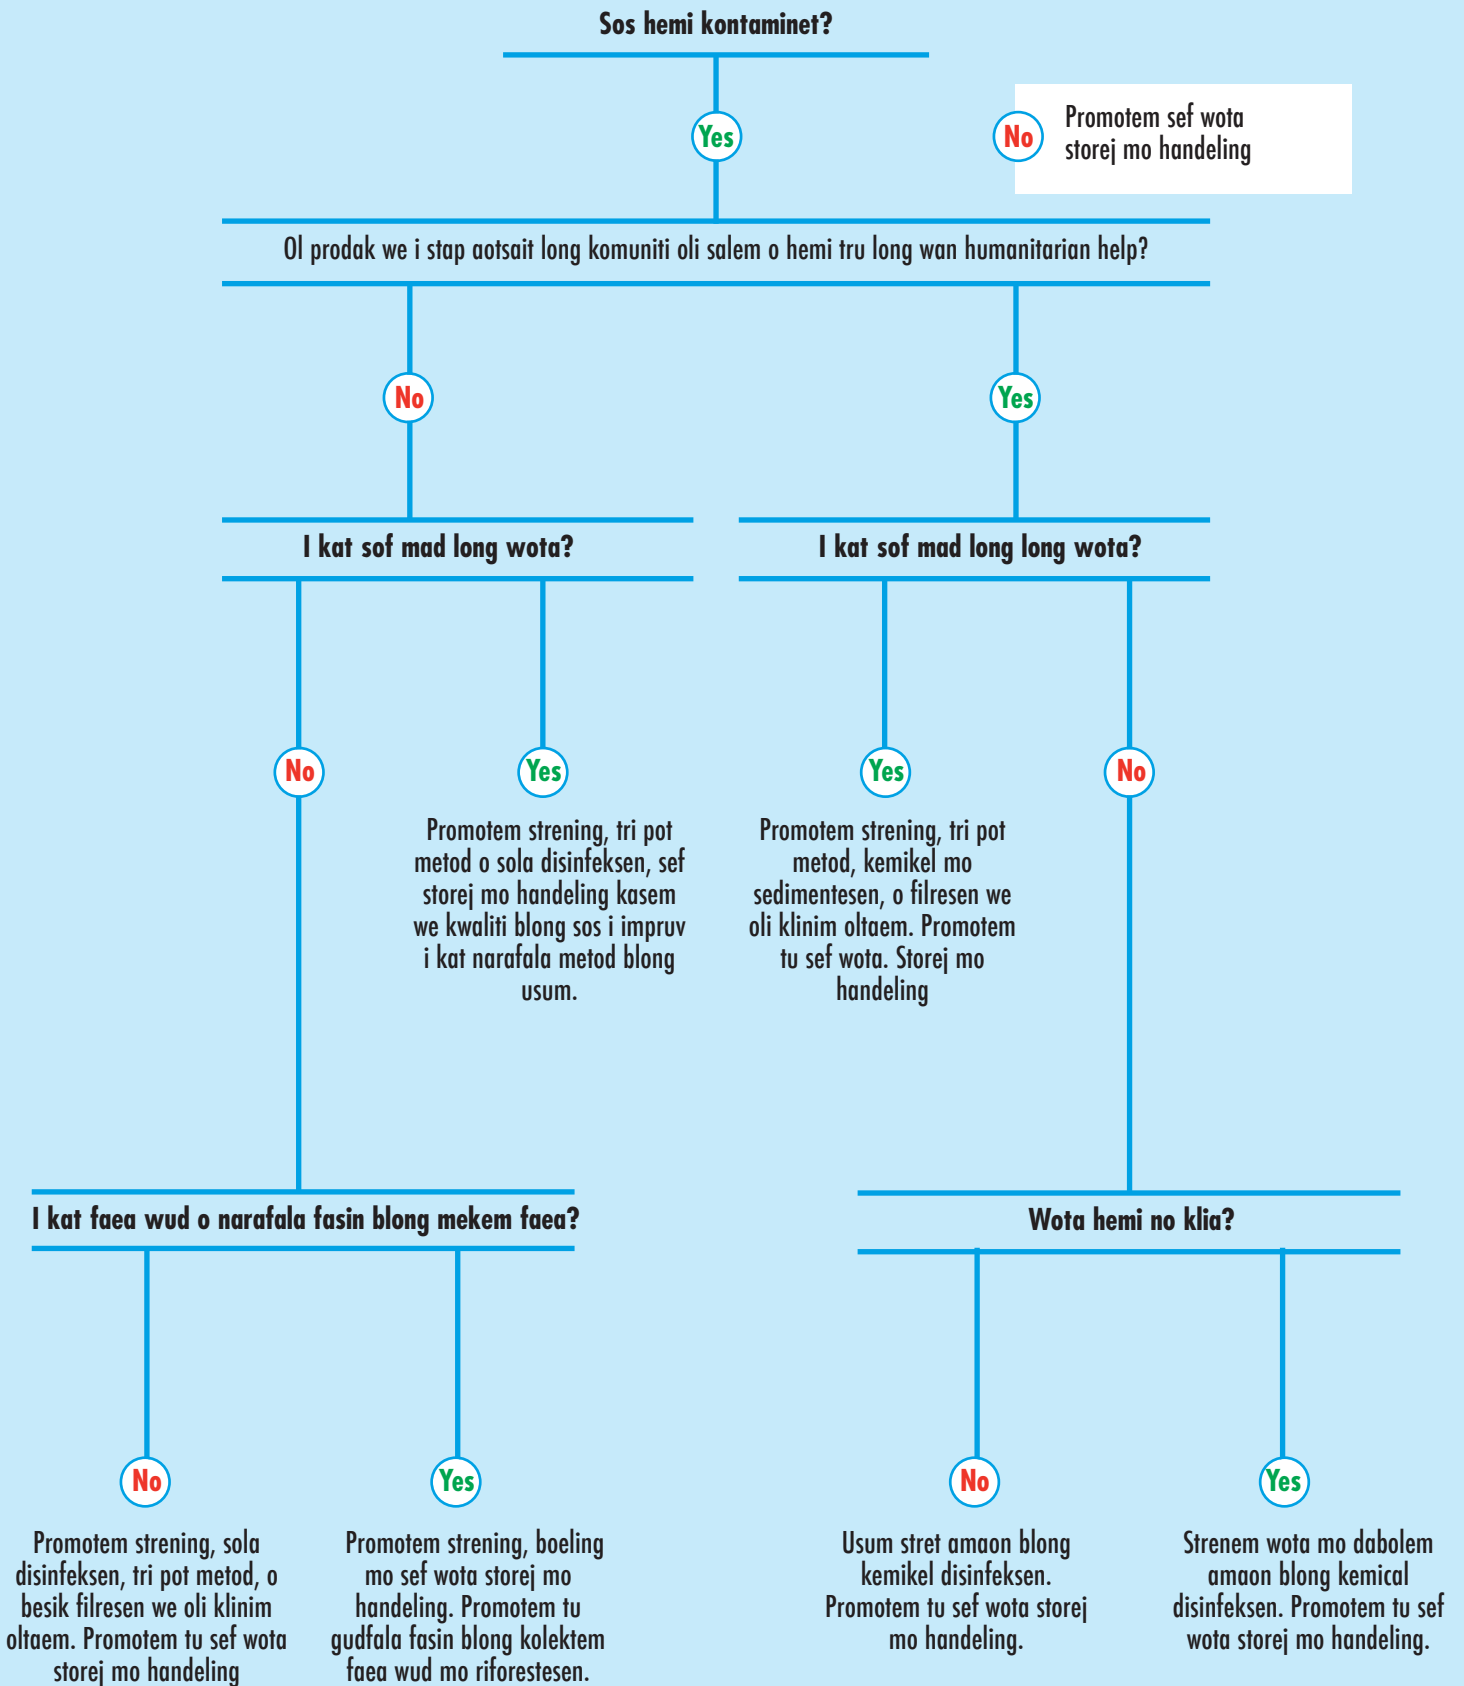 Sos hemi kontaminet?
Yes
No
Promotem sef wota
storej mo handeling
Ol prodak we i stap aotsait long komuniti oli salem o hemi tru long wan humanitarian help?
No
Yes
I kat sof mad long wota?
I kat sof mad long long wota?
No
Yes
Yes
No
Promotem strening, tri pot
metod o sola disinfeksen, sef
storej mo handeling kasem
we kwaliti blong sos i impruv
i kat narafala metod blong
usum.
Promotem strening, tri pot
metod, kemikel mo
sedimentesen, o filresen we
oli klinim oltaem. Promotem
tu sef wota. Storej mo
handeling
I kat faea wud o narafala fasin blong mekem faea?
Wota hemi no klia?
No
Yes
No
Yes
Promotem strening, sola
disinfeksen, tri pot metod, o
besik filresen we oli klinim
oltaem. Promotem tu sef wota
storej mo handeling
Promotem strening, boeling
mo sef wota storej mo
handeling. Promotem tu
gudfala fasin blong kolektem
faea wud mo riforestesen.
Usum stret amaon blong
kemikel disinfeksen.
Promotem tu sef wota storej
mo handeling.
Strenem wota mo dabolem
amaon blong kemical
disinfeksen. Promotem tu sef
wota storej mo handeling.